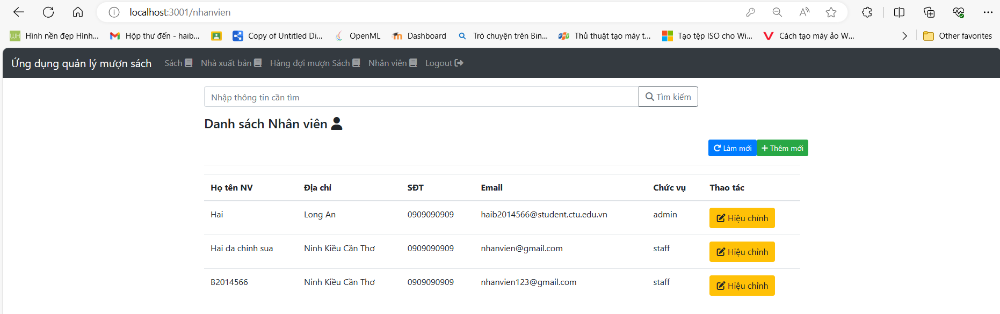 localhost:3001/nhanvien
Hình nền đẹp Hình... Hộp thư đến - haib... Copy of Untitled Di... OpenML Dashboard Trò chuyện trên Bin... Thủ thuật tạo máy t... Tạo tệp ISO cho Wi... Cách tạo máy ảo W... Other favorites
Ứng dụng quản lý mượn sách Sách Nhà xuất bản Hàng đợi mượn Sách Nhân viên Logout
Nhập thông tin cần tìm Tìm kiếm
Danh sách Nhân viên
Làm mới Thêm mới
Họ tên NV Địa chỉ SĐT Email Chức vụ Thao tác
Hai Long An 0909090909 haib2014566@student.ctu.edu.vn admin Hiệu chỉnh
Hai da chinh sua Ninh Kiều Cần Thơ 0909090909 nhanvien@gmail.com staff Hiệu chỉnh
B2014566 Ninh Kiều Cần Thơ 0909090909 nhanvien123@gmail.com staff Hiệu chỉnh